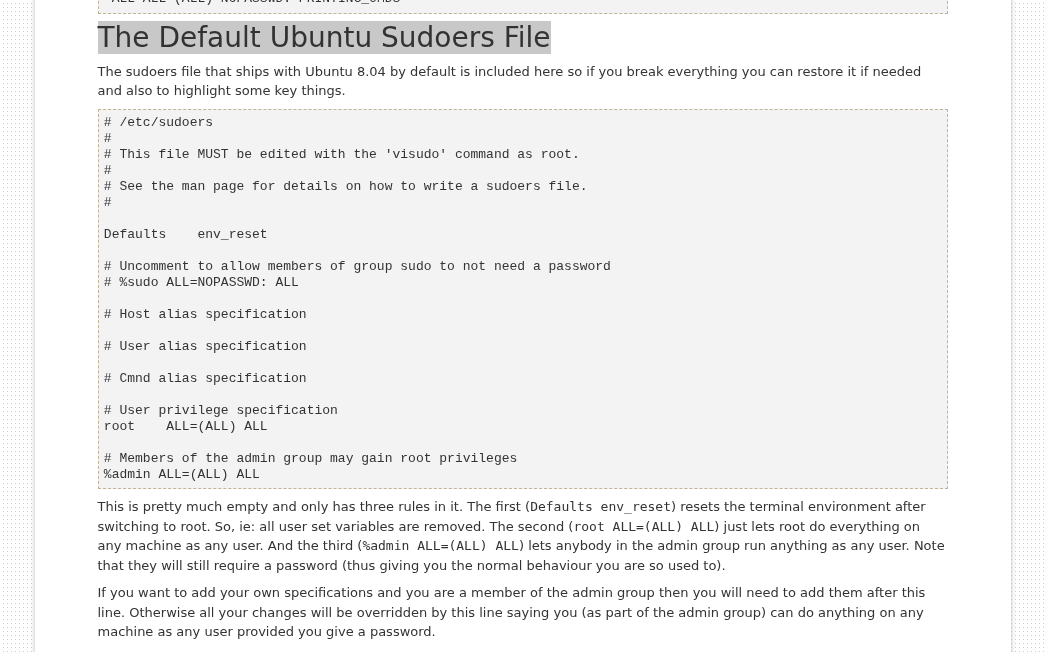 The Default Ubuntu Sudoers File
The sudoers file that ships with Ubuntu 8.04 by default is included here so if you break everything you can restore it if needed
and also to highlight some key things.
# /etc/sudoers
#
# This file MUST be edited with the 'visudo' command as root.
#
# See the man page for details on how to write a sudoers file.
#
Defaults    env_reset
# Uncomment to allow members of group sudo to not need a password
# %sudo ALL=NOPASSWD: ALL
# Host alias specification
# User alias specification
# Cmnd alias specification
# User privilege specification
root    ALL=(ALL) ALL
# Members of the admin group may gain root privileges
%admin ALL=(ALL) ALL
This is pretty much empty and only has three rules in it. The first (Defaults env_reset) resets the terminal environment after
switching to root. So, ie: all user set variables are removed. The second (root ALL=(ALL) ALL) just lets root do everything on
any machine as any user. And the third (%admin ALL=(ALL) ALL) lets anybody in the admin group run anything as any user. Note
that they will still require a password (thus giving you the normal behaviour you are so used to).
If you want to add your own specifications and you are a member of the admin group then you will need to add them after this
line. Otherwise all your changes will be overridden by this line saying you (as part of the admin group) can do anything on any
machine as any user provided you give a password.